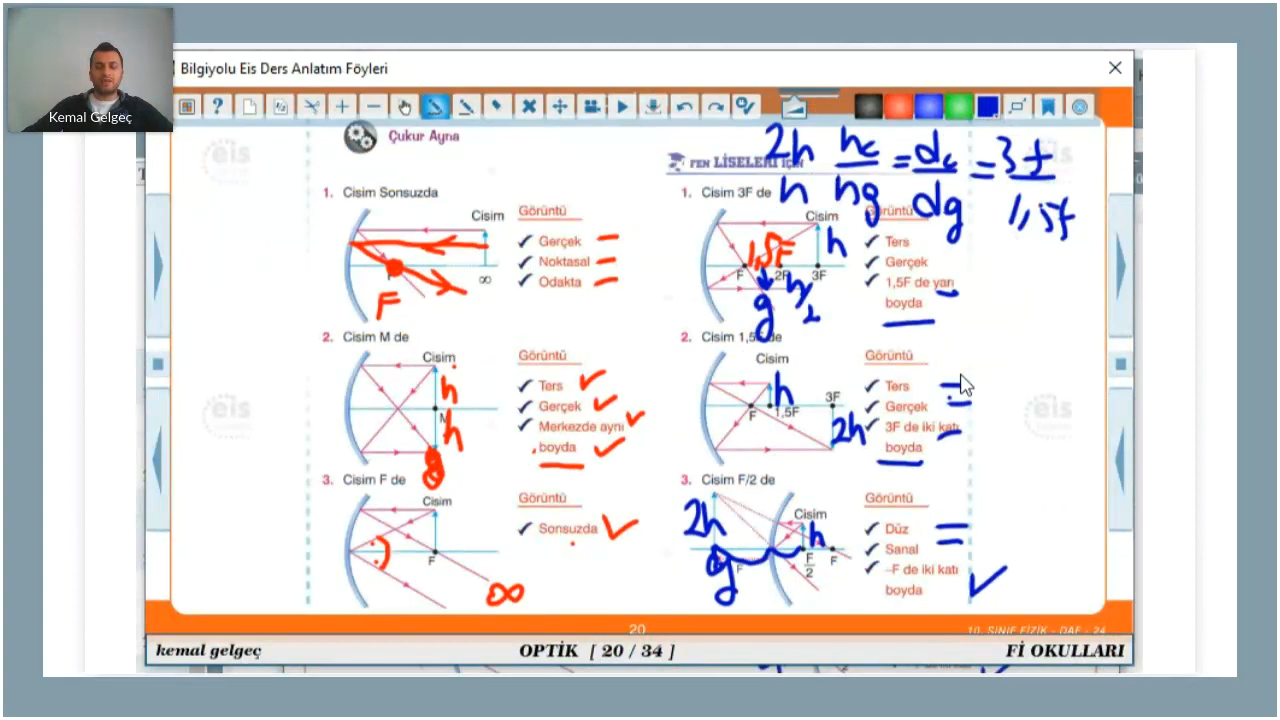 Kemal Gelgeç
Bilgiyolu Eis Ders Anlatım Föyleri
Çukur Ayna
eis
1. Cisim Sonsuzda
Cisim
∞
F
Görüntü
✓ Gerçek
✓ Noktasal
✓ Odakta
2. Cisim M de
Cisim
h
h
M
Görüntü
✓ Ters
✓ Gerçek
✓ Merkezde aynı
boyda
eis
3. Cisim F de
Cisim
F
∞
Görüntü
✓ Sonsuzda
FEN LİSELERİ İÇİN
2h hc = dc = 3f
h hg dg 1,5f
1. Cisim 3F de
Cisim
h
1,5F
F 2F 3F
g h/2
Görüntü
✓ Ters
✓ Gerçek
✓ 1,5F de yarı
boyda
eis
2. Cisim 1,5F de
Cisim
h
3F
F 1,5F
2h
Görüntü
✓ Ters
✓ Gerçek
✓ 3F de iki katı
boyda
eis
3. Cisim F/2 de
Cisim
2h
h
F F/2 F
g
Görüntü
✓ Düz
✓ Sanal
✓ –F de iki katı
boyda
20
10. SINIF FİZİK - DAF - 24
kemal gelgeç OPTİK [ 20 / 34 ] Fİ OKULLARI